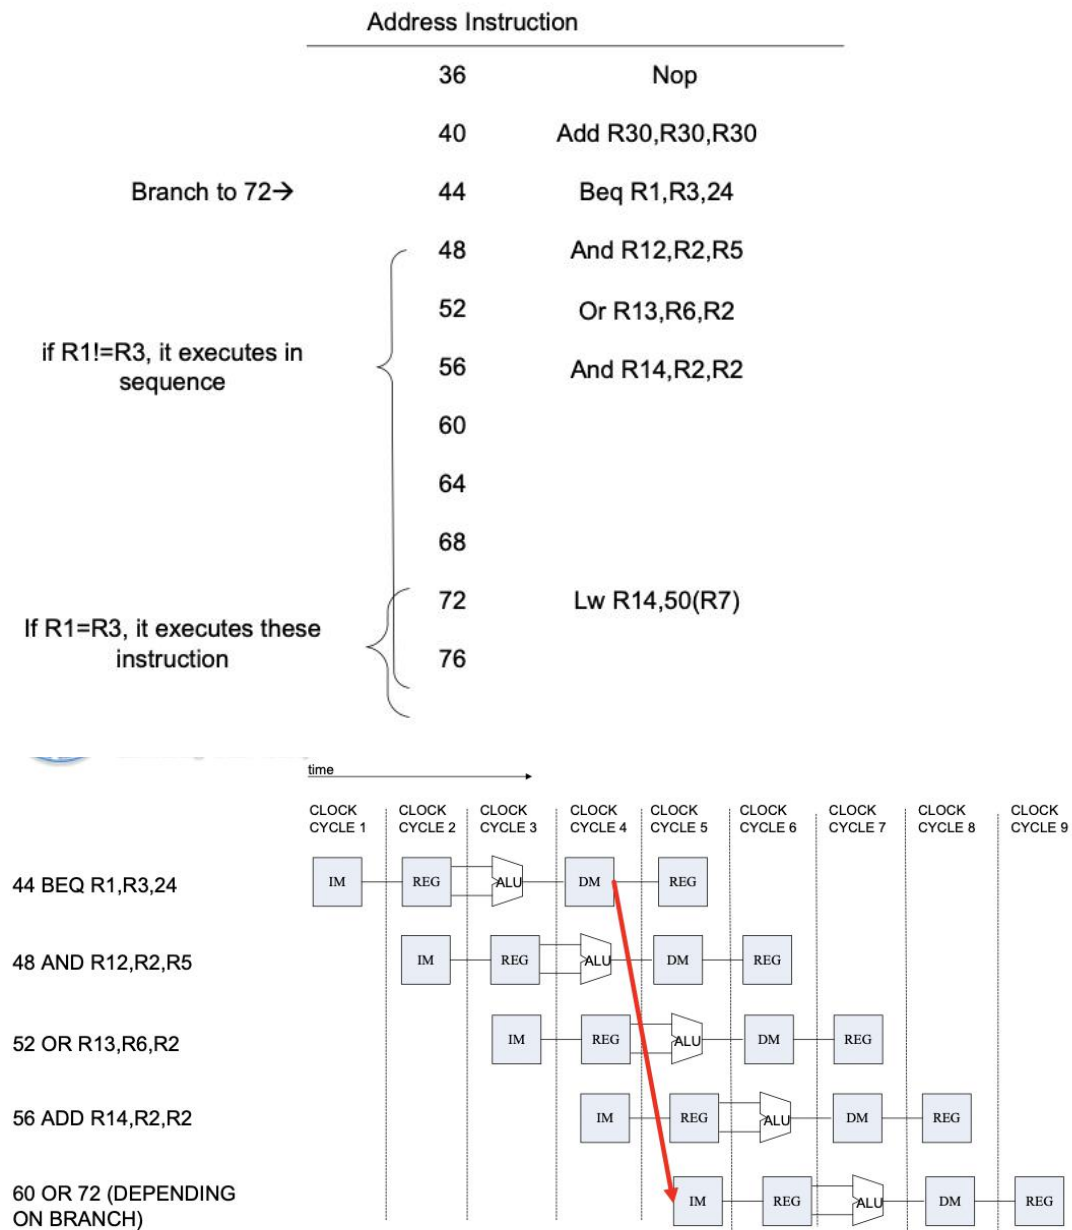 Address Instruction
36 Nop
40 Add R30,R30,R30
Branch to 72→ 44 Beq R1,R3,24
48 And R12,R2,R5
52 Or R13,R6,R2
if R1!=R3, it executes in
sequence
56 And R14,R2,R2
60
64
68
72 Lw R14,50(R7)
If R1=R3, it executes these
instruction
76
time
CLOCK CYCLE 1
CLOCK CYCLE 2
CLOCK CYCLE 3
CLOCK CYCLE 4
CLOCK CYCLE 5
CLOCK CYCLE 6
CLOCK CYCLE 7
CLOCK CYCLE 8
CLOCK CYCLE 9
44 BEQ R1,R3,24 IM REG ALU DM REG
48 AND R12,R2,R5 IM REG ALU DM REG
52 OR R13,R6,R2 IM REG ALU DM REG
56 ADD R14,R2,R2 IM REG ALU DM REG
60 OR 72 (DEPENDING
ON BRANCH)
IM REG ALU DM REG